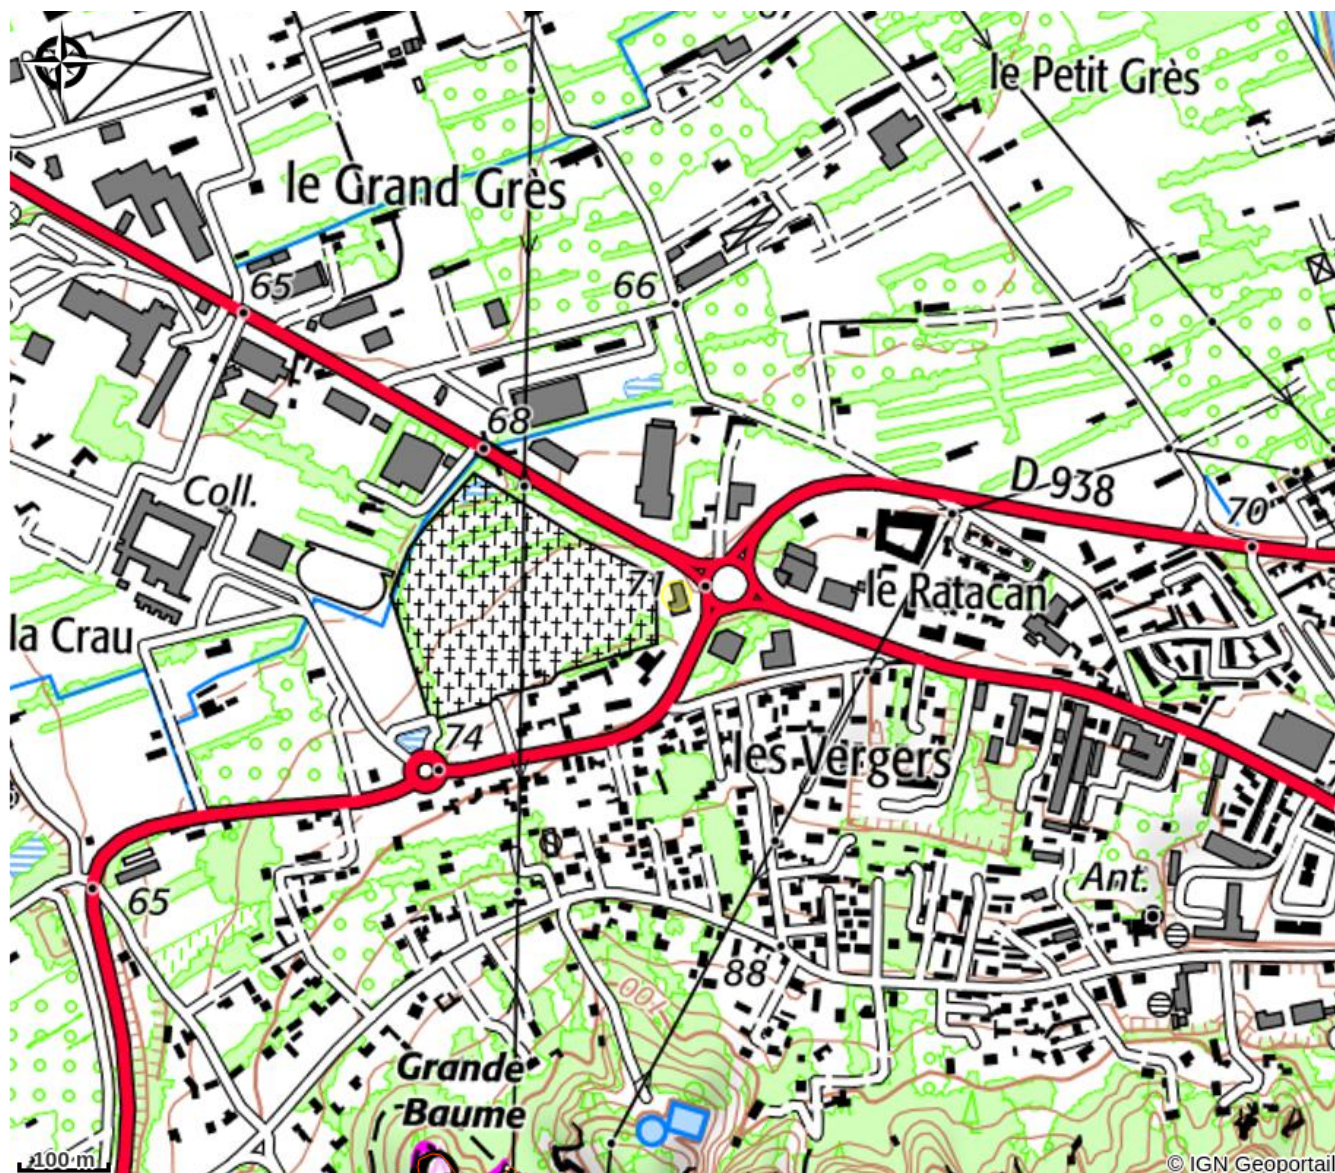 le Petit Grès
le Grand Grès
65
66
68
Coll.
D 938
70
71
le Ratacan
la Crau
74
les Vergers
65
Ant.
88
100
Grande
Baume
100 m
© IGN Geoportail